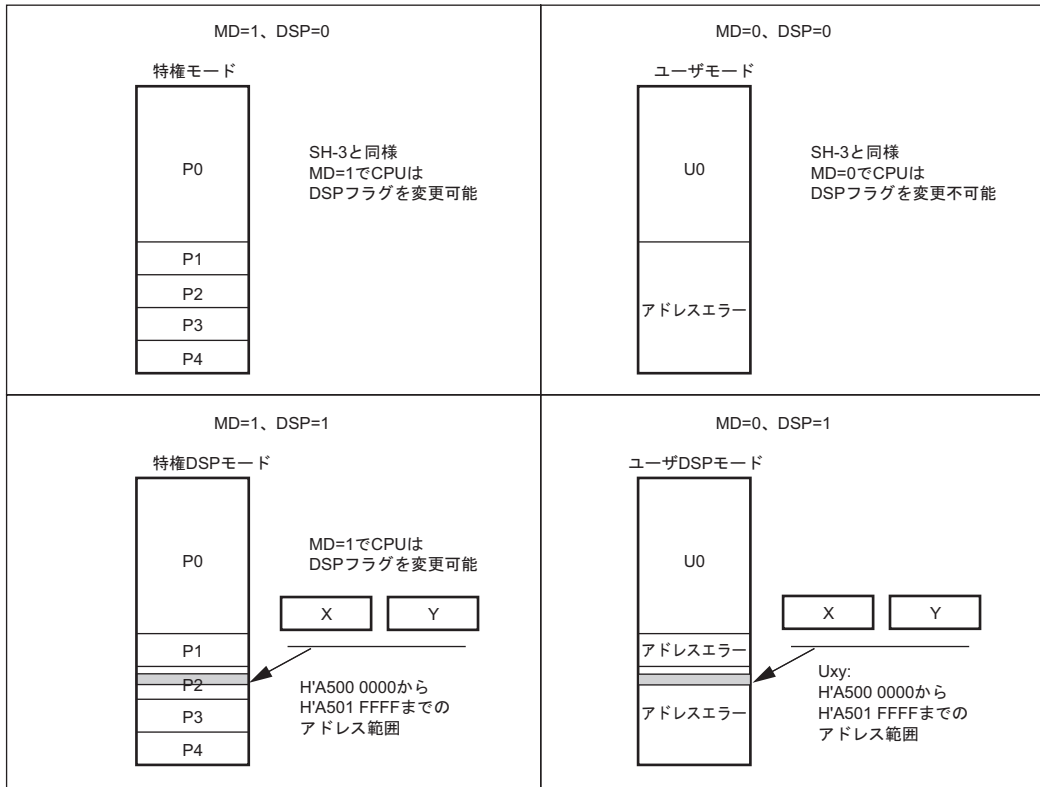 MD=1、DSP=0
特権モード
P0
SH-3と同様
MD=1でCPUは
DSPフラグを変更可能
P1
P2
P3
P4
MD=0、DSP=0
ユーザモード
U0
SH-3と同様
MD=0でCPUは
DSPフラグを変更不可能
アドレスエラー
MD=1、DSP=1
特権DSPモード
P0
MD=1でCPUは
DSPフラグを変更可能
X
Y
P1
P2
P3
P4
H'A500 0000から
H'A501 FFFFまでの
アドレス範囲
MD=0、DSP=1
ユーザDSPモード
U0
X
Y
アドレスエラー
アドレスエラー
Uxy:
H'A500 0000から
H'A501 FFFFまでの
アドレス範囲